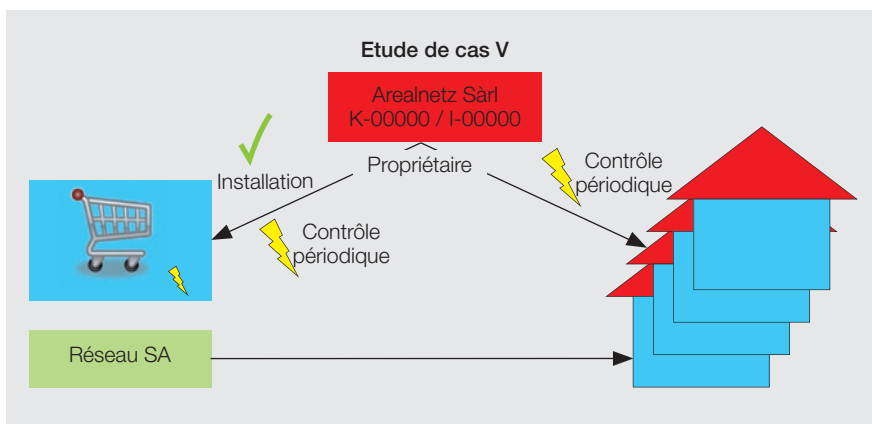 Etude de cas V
Arealnetz Sàrl
K-00000 / I-00000
Propriétaire
Installation
Contrôle
périodique
Contrôle
périodique
Réseau SA